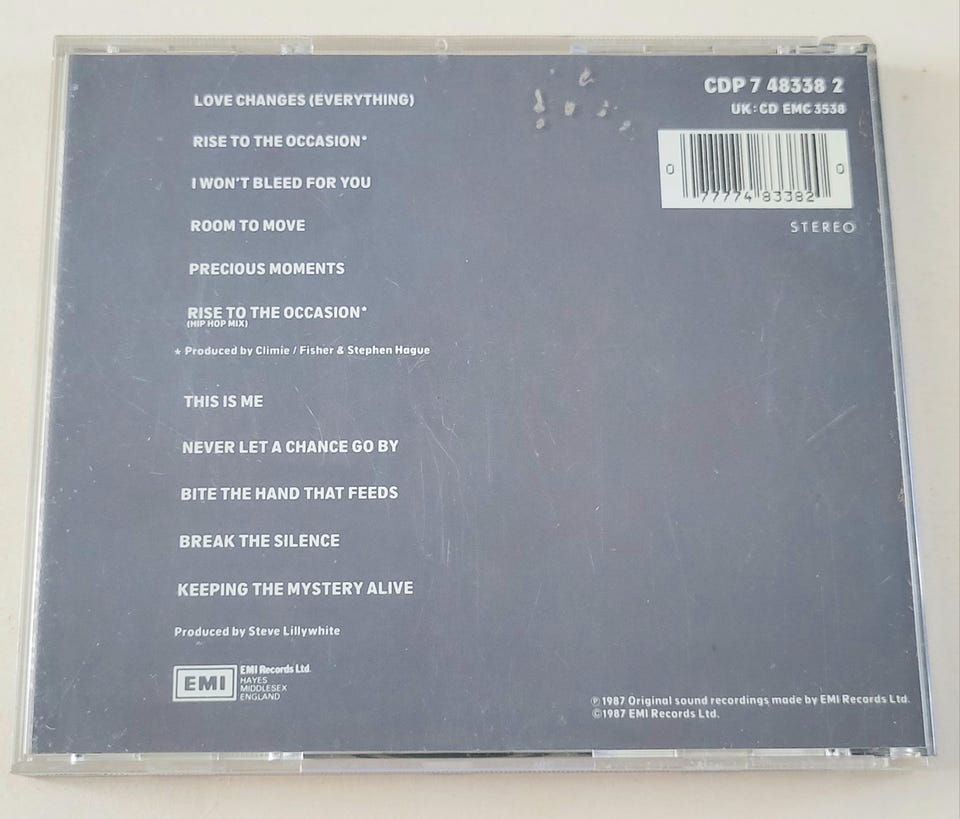 CDP 7 48338 2
UK: CD EMC 3538
0 77774 83382 0
STEREO
LOVE CHANGES (EVERYTHING)
RISE TO THE OCCASION*
I WON'T BLEED FOR YOU
ROOM TO MOVE
PRECIOUS MOMENTS
RISE TO THE OCCASION*
(HIP HOP MIX)
★ Produced by Climie / Fisher & Stephen Hague
THIS IS ME
NEVER LET A CHANCE GO BY
BITE THE HAND THAT FEEDS
BREAK THE SILENCE
KEEPING THE MYSTERY ALIVE
Produced by Steve Lillywhite
EMI
EMI Records Ltd.
HAYES
MIDDLESEX
ENGLAND
℗ 1987 Original sound recordings made by EMI Records Ltd.
© 1987 EMI Records Ltd.